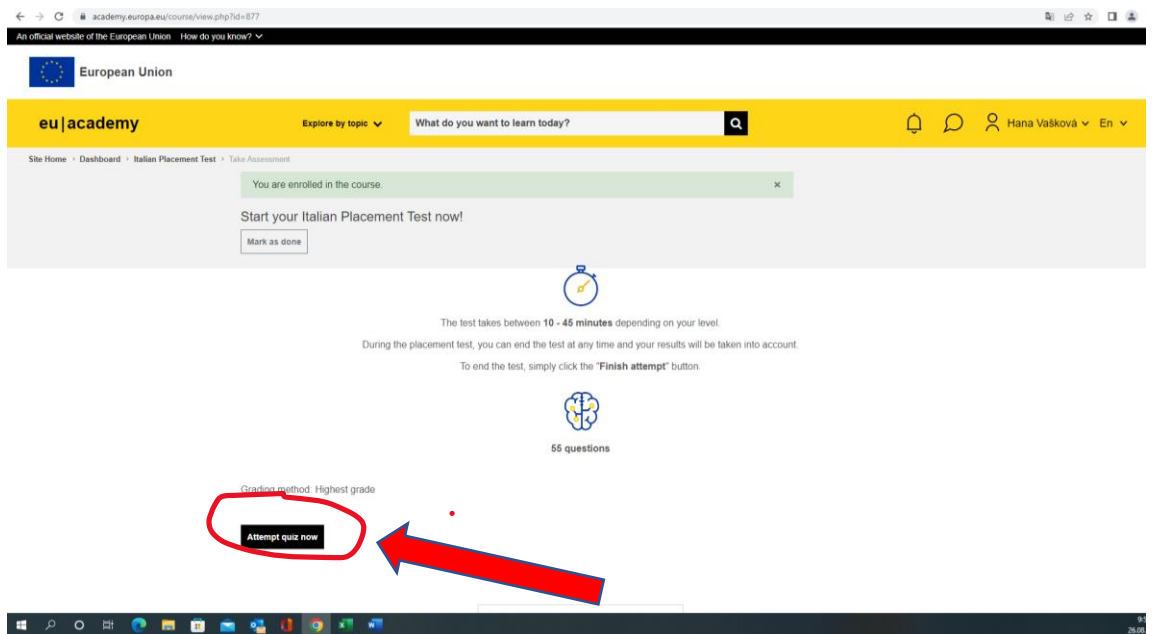 academy.europa.eu/course/view.php?id=877
An official website of the European Union How do you know?
European Union
eu|academy Explore by topic What do you want to learn today? Hana Vašková En
Site Home Dashboard Italian Placement Test Take Assessment
You are enrolled in the course. ×
Start your Italian Placement Test now!
Mark as done
The test takes between 10 - 45 minutes depending on your level.
During the placement test, you can end the test at any time and your results will be taken into account.
To end the test, simply click the "Finish attempt" button.
55 questions
Grading method: Highest grade
Attempt quiz now